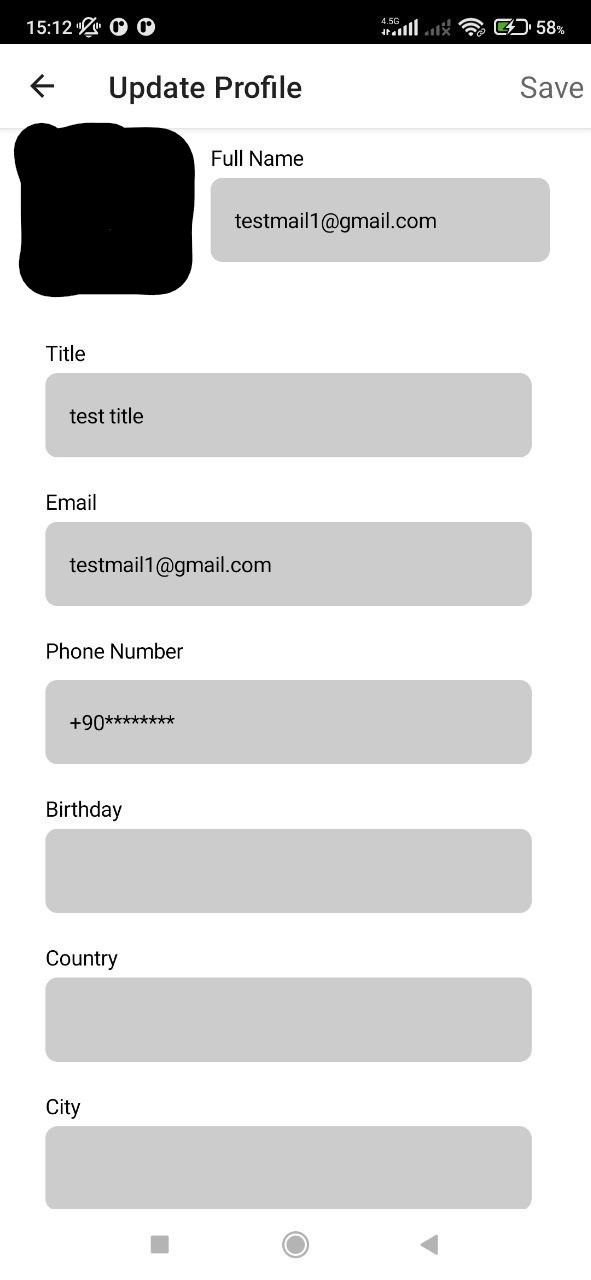 15:12
4.5G
58%
Update Profile
Save
Full Name
testmail1@gmail.com
Title
test title
Email
testmail1@gmail.com
Phone Number
+90********
Birthday
Country
City